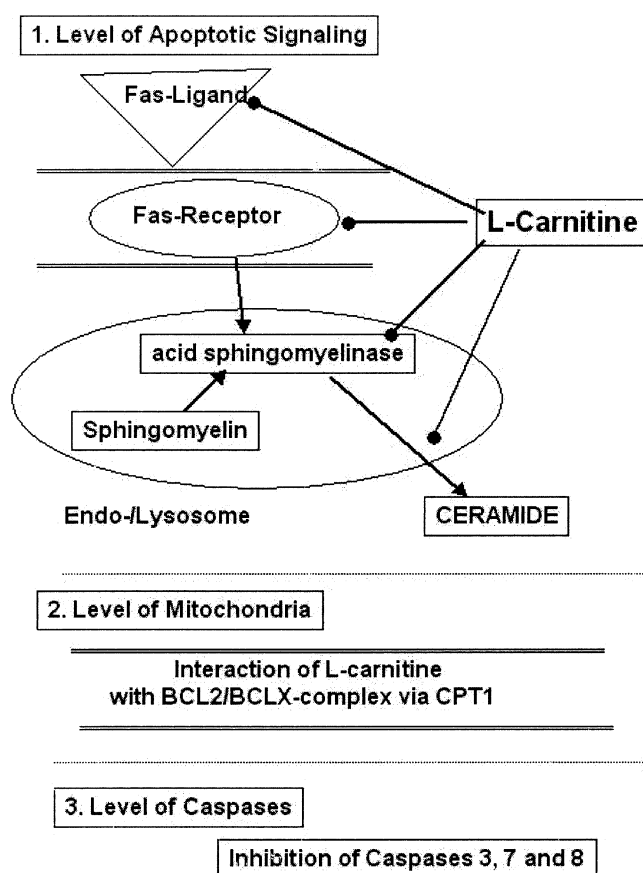 1. Level of Apoptotic Signaling
Fas-Ligand
Fas-Receptor
L-Carnitine
acid sphingomyelinase
Sphingomyelin
Endo-/Lysosome
CERAMIDE
2. Level of Mitochondria
Interaction of L-carnitine
with BCL2/BCLX-complex via CPT1
3. Level of Caspases
Inhibition of Caspases 3, 7 and 8